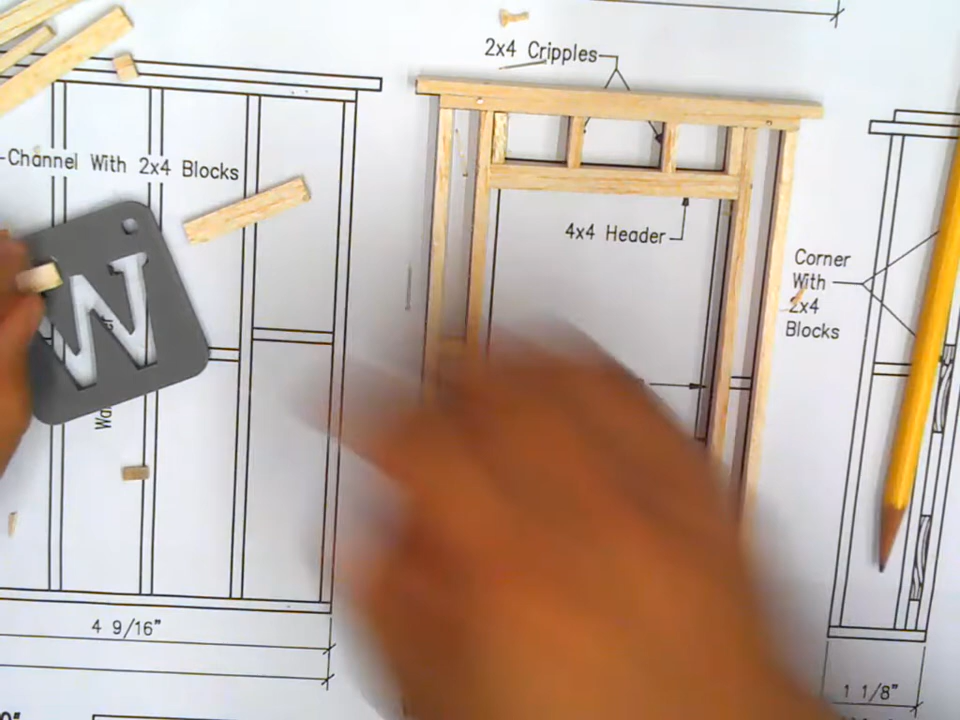 2x4 Cripples
-Channel With 2x4 Blocks
W
4x4 Header
Corner
With
2x4
Blocks
4 9/16"
1 1/8"